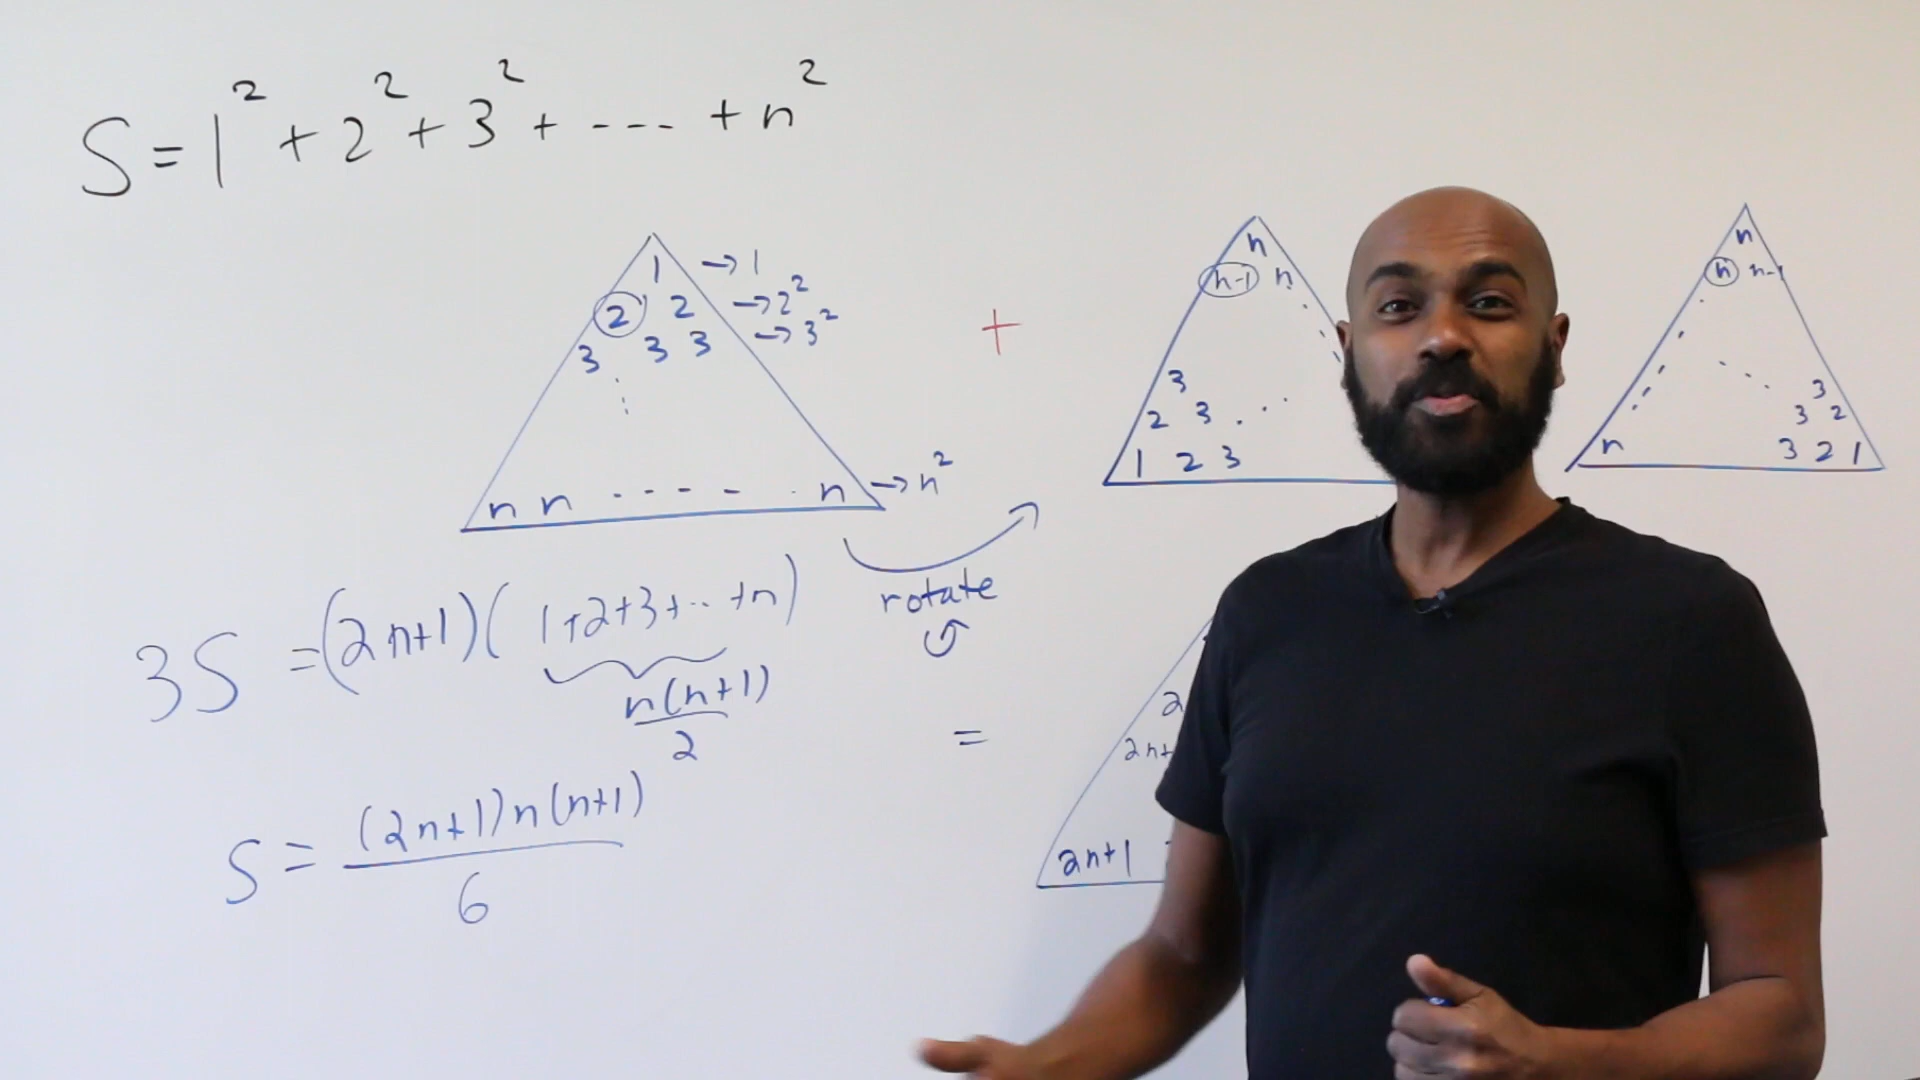 S = 1² + 2² + 3² + --- + n²
1 → 1
2 2 → 2²
3 3 3 → 3²
n n - - - - . n → n²
+
n
n-1 n
3
2 3
1 2 3
n
n n-1
3
3 2
n 3 2 1
rotate
3S = (2n+1)(1+2+3+..+n)
n(n+1)
2
=
2
2n+
2n+1
S = (2n+1)n(n+1)
6